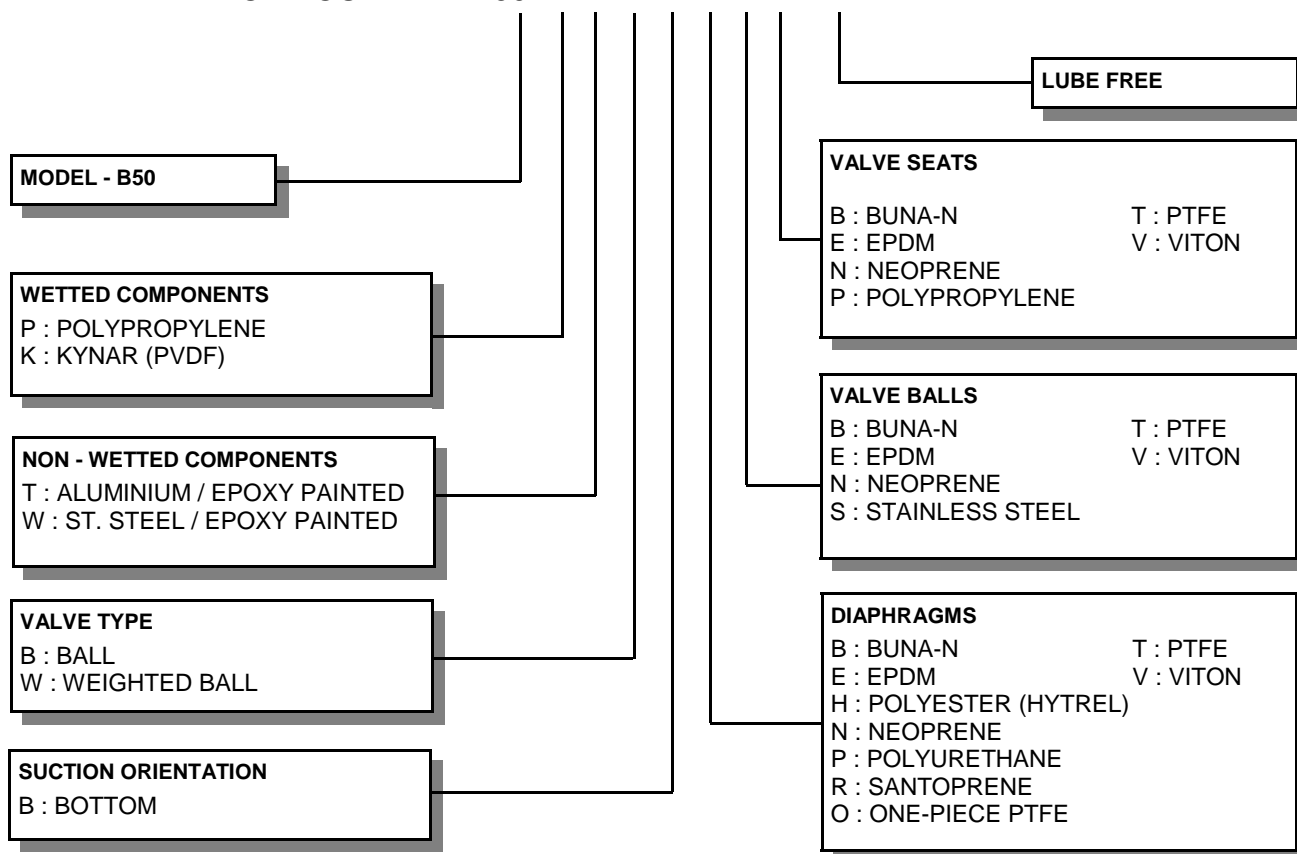 LUBE FREE
MODEL - B50
WETTED COMPONENTS
P : POLYPROPYLENE
K : KYNAR (PVDF)
NON - WETTED COMPONENTS
T : ALUMINIUM / EPOXY PAINTED
W : ST. STEEL / EPOXY PAINTED
VALVE TYPE
B : BALL
W : WEIGHTED BALL
SUCTION ORIENTATION
B : BOTTOM
VALVE SEATS
B : BUNA-N T : PTFE
E : EPDM V : VITON
N : NEOPRENE
P : POLYPROPYLENE
VALVE BALLS
B : BUNA-N T : PTFE
E : EPDM V : VITON
N : NEOPRENE
S : STAINLESS STEEL
DIAPHRAGMS
B : BUNA-N T : PTFE
E : EPDM V : VITON
H : POLYESTER (HYTREL)
N : NEOPRENE
P : POLYURETHANE
R : SANTOPRENE
O : ONE-PIECE PTFE